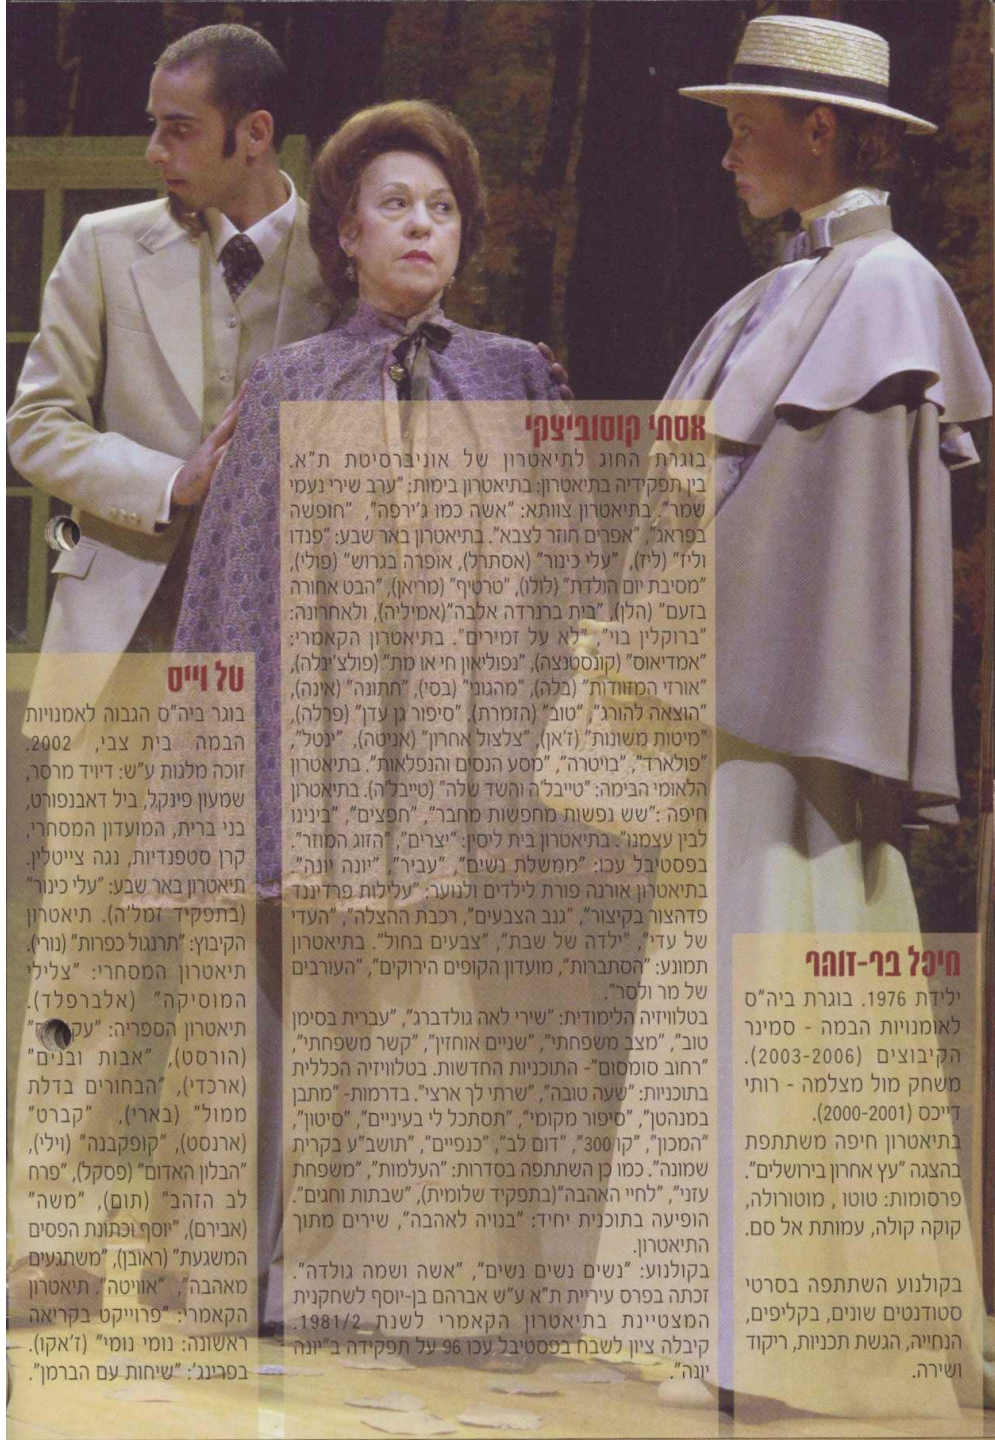 אסתי קוסוביצקי
בוגרת החוג לתיאטרון של אוניברסיטת ת"א.
בין תפקידיה בתיאטרון: בתיאטרון בימות: "ערב שירי נעמי
שמר". בתיאטרון צוותא: "אשה כמו ג'ירפה", "חופשה
בפראג", "אפרים חוזר לצבא". בתיאטרון באר שבע: "פנדו
וליז" (ליז), "עלי כינור" (אסתרל), אופרה בגרוש" (פולי),
"מסיבת יום הולדת" (לולו), "טרטיף" (מריאן), "הבט אחורה
בזעם" (הלן), "בית ברנרדה אלבה"(אמיליה), ולאחרונה:
"ברוקלין בוי", "לא על זמירים". בתיאטרון הקאמרי:
"אמדיאוס" (קונסטנצה), "נפוליאון חי או מת" (פולצ'ינלה),
"אורזי המזוודות" (בלה), "מהגוני" (בסי), "חתונה" (אינה),
"הוצאה להורג", "טוב" (הזמרת), "סיפור גן עדן" (פרלה),
"מיטות משונות" (ז'אן), "צלצול אחרון" (אניטה), "ינטל",
"פולארד", "בויטרה", "מסע הנסים והנפלאות". בתיאטרון
הלאומי הבימה: "טייבל'ה והשד שלה" (טייבל'ה). בתיאטרון
חיפה :"שש נפשות מחפשות מחבר", "חפצים", "בינינו
לבין עצמנו". בתיאטרון בית ליסין: "יצרים", "הזוג המוזר".
בפסטיבל עכו: "ממשלת נשים", "עביר", "יונה יונה".
בתיאטרון אורנה פורת לילדים ולנוער: "עלילות פרדיננד
פדהצור בקיצור", "גנב הצבעים", רכבת ההצלה", "העדי
של עדי", "ילדה של שבת", "צבעים בחול". בתיאטרון
תמונע: "הסתברות", מועדון הקופים הירוקים", "העורבים
של מר ולסר".
בטלוויזיה הלימודית: "שירי לאה גולדברג", "עברית בסימן
טוב", "מצב משפחתי", "שניים אוחזין", "קשר משפחתי",
"רחוב סומסום"- התוכניות החדשות. בטלוויזיה הכללית
בתוכניות: "שעה טובה", "שרתי לך ארצי". בדרמות- "מתבן
במנהטן", "סיפור מקומי", "תסתכל לי בעיניים", "סיטון",
"המכון", "קו 300", "דום לב", "כנפיים", "תושב"ע בקרית
שמונה". כמו כן השתתפה בסדרות: "העלמות", "משפחת
עזני", "לחיי האהבה"(בתפקיד שלומית), "שבתות וחגים".
הופיעה בתוכנית יחיד: "בנויה לאהבה", שירים מתוך
התיאטרון.
בקולנוע: "נשים נשים נשים", "אשה ושמה גולדה".
זכתה בפרס עיריית ת"א ע"ש אברהם בן-יוסף לשחקנית
המצטיינת בתיאטרון הקאמרי לשנת 1981/2.
קיבלה ציון לשבח בפסטיבל עכו 96 על תפקידה ב"יונה
יונה".
טל וייס
בוגר ביה"ס הגבוה לאמנויות
הבמה בית צבי, 2002.
זוכה מלגות ע"ש: דיויד מרסר,
שמעון פינקל, ביל דאבנפורט,
בני ברית, המועדון המסחרי,
קרן סטפנדיות, נגה צייטלין.
תיאטרון באר שבע: "עלי כינור"
(בתפקיד זמל'ה). תיאטרון
הקיבוץ: "תרנגול כפרות" (נורי).
תיאטרון המסחרי: "צלילי
המוסיקה" (אלברפלד).
תיאטרון הספריה:
(הורסט), "אבות ובנים"
(ארכדי), "הבחורים בדלת
ממול" (בארי), "קברט"
(ארנסט), "קופקבנה" (וילי),
"הבלון האדום" (פסקל), "פרח
לב הזהב" (תום), "משה"
(אבירם), "יוסף וכתונת הפסים
המשגעת" (ראובן), "משתגעים
מאהבה", "אוויטה". תיאטרון
הקאמרי: "פרוייקט בקריאה
ראשונה: נומי נומי" (ז'אקו).
בפרינג': "שיחות עם הברמן".
מיכל בר-זוהר
ילידת 1976. בוגרת ביה"ס
לאומנויות הבמה - סמינר
הקיבוצים (2003-2006).
משחק מול מצלמה - רותי
דייכס (2000-2001).
בתיאטרון חיפה משתתפת
בהצגה "עץ אחרון בירושלים".
פרסומות: טוטו , מוטורולה,
קוקה קולה, עמותת אל סם.
בקולנוע השתתפה בסרטי
סטודנטים שונים, בקליפים,
הנחייה, הגשת תכניות, ריקוד
ושירה.